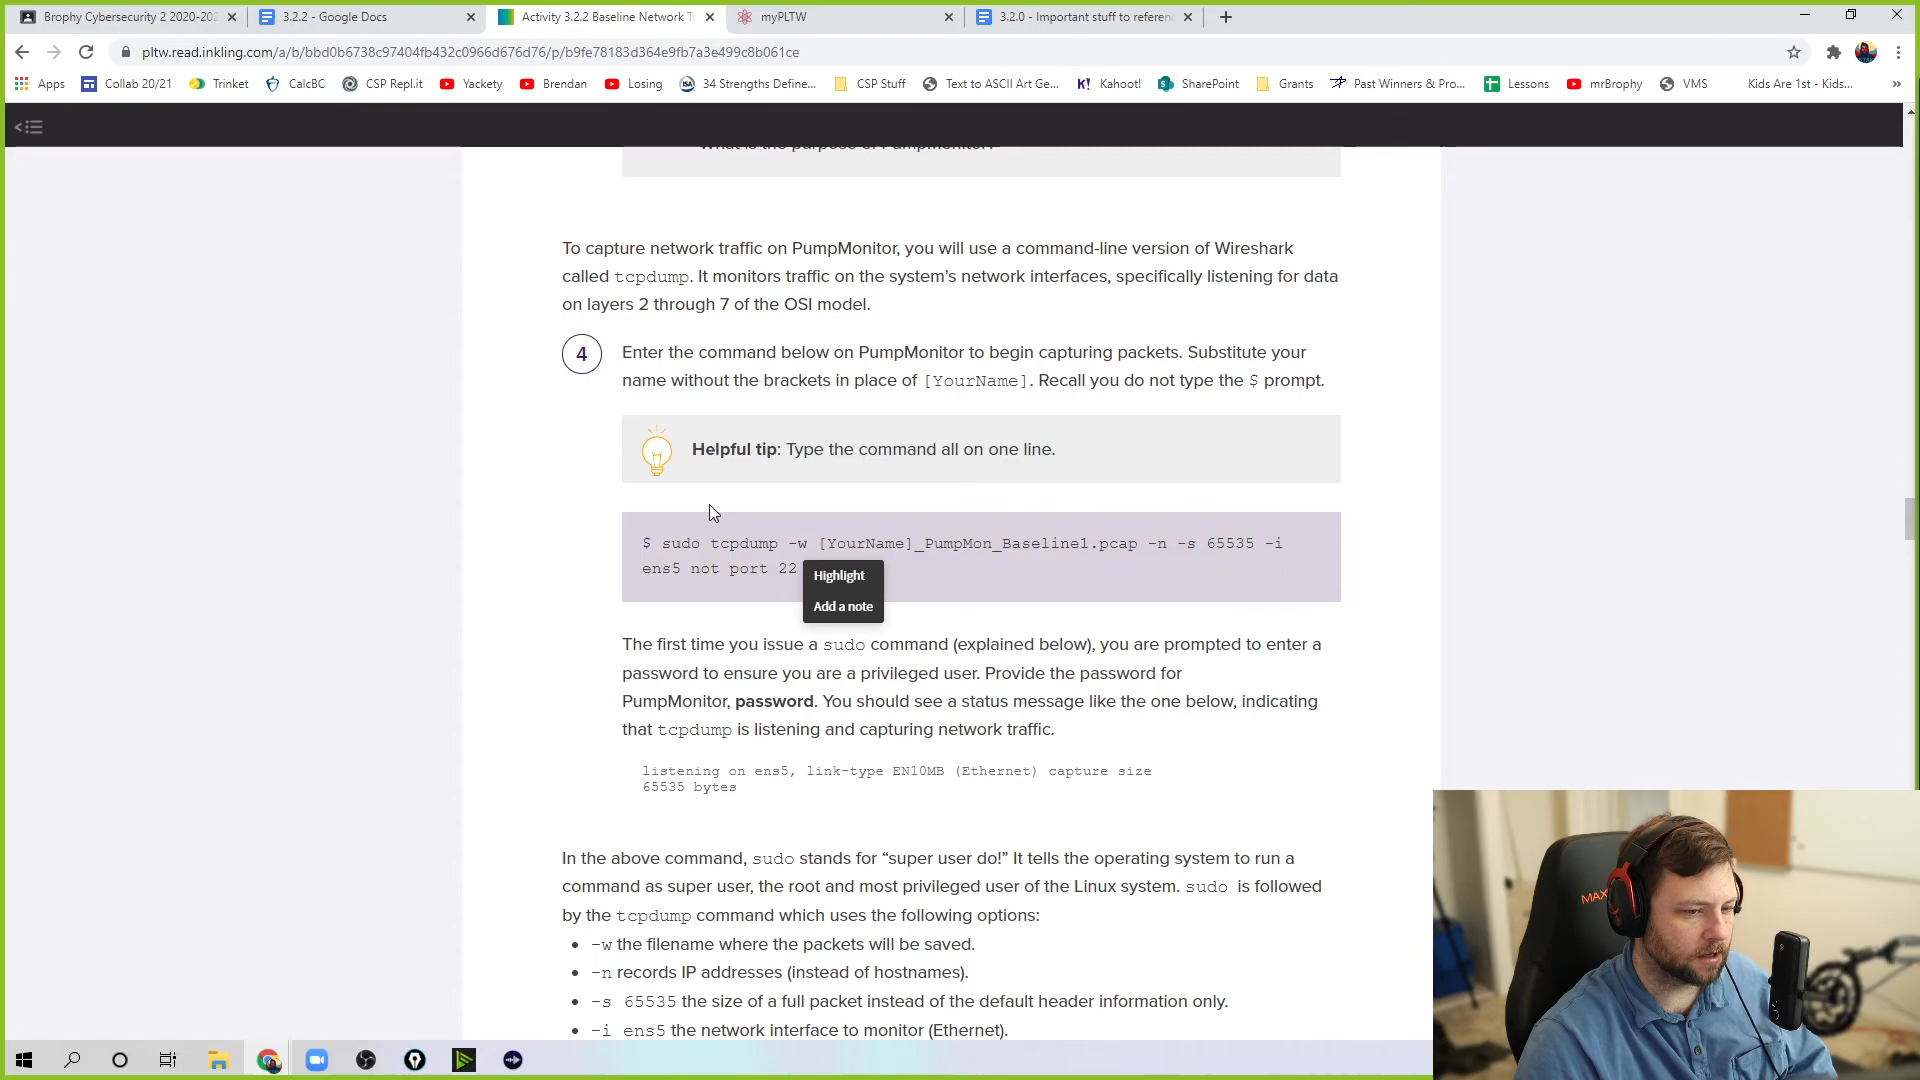 Brophy Cybersecurity 2 2020-202
3.2.2 - Google Docs
Activity 3.2.2 Baseline Network Tr
myPLTW
3.2.0 - Important stuff to referenc
pltw.read.inkling.com/a/b/bbd0b6738c97404fb432c0966d676d76/p/b9fe78183d364e9fb7a3e499c8b061ce
Apps
Collab 20/21
Trinket
CalcBC
CSP Repl.it
Yackety
Brendan
Losing
34 Strengths Define...
CSP Stuff
Text to ASCII Art Ge...
Kahoot!
SharePoint
Grants
Past Winners & Pro...
Lessons
mrBrophy
VMS
Kids Are 1st - Kids...
What is the purpose of PumpMonitor?
To capture network traffic on PumpMonitor, you will use a command-line version of Wireshark
called tcpdump. It monitors traffic on the system’s network interfaces, specifically listening for data
on layers 2 through 7 of the OSI model.
4
Enter the command below on PumpMonitor to begin capturing packets. Substitute your
name without the brackets in place of [YourName]. Recall you do not type the $ prompt.
Helpful tip: Type the command all on one line.
$ sudo tcpdump -w [YourName]_PumpMon_Baseline1.pcap -n -s 65535 -i
ens5 not port 22
Highlight
Add a note
The first time you issue a sudo command (explained below), you are prompted to enter a
password to ensure you are a privileged user. Provide the password for
PumpMonitor, password. You should see a status message like the one below, indicating
that tcpdump is listening and capturing network traffic.
listening on ens5, link-type EN10MB (Ethernet) capture size
65535 bytes
In the above command, sudo stands for “super user do!” It tells the operating system to run a
command as super user, the root and most privileged user of the Linux system. sudo is followed
by the tcpdump command which uses the following options:
• -w the filename where the packets will be saved.
• -n records IP addresses (instead of hostnames).
• -s 65535 the size of a full packet instead of the default header information only.
• -i ens5 the network interface to monitor (Ethernet).
MAX